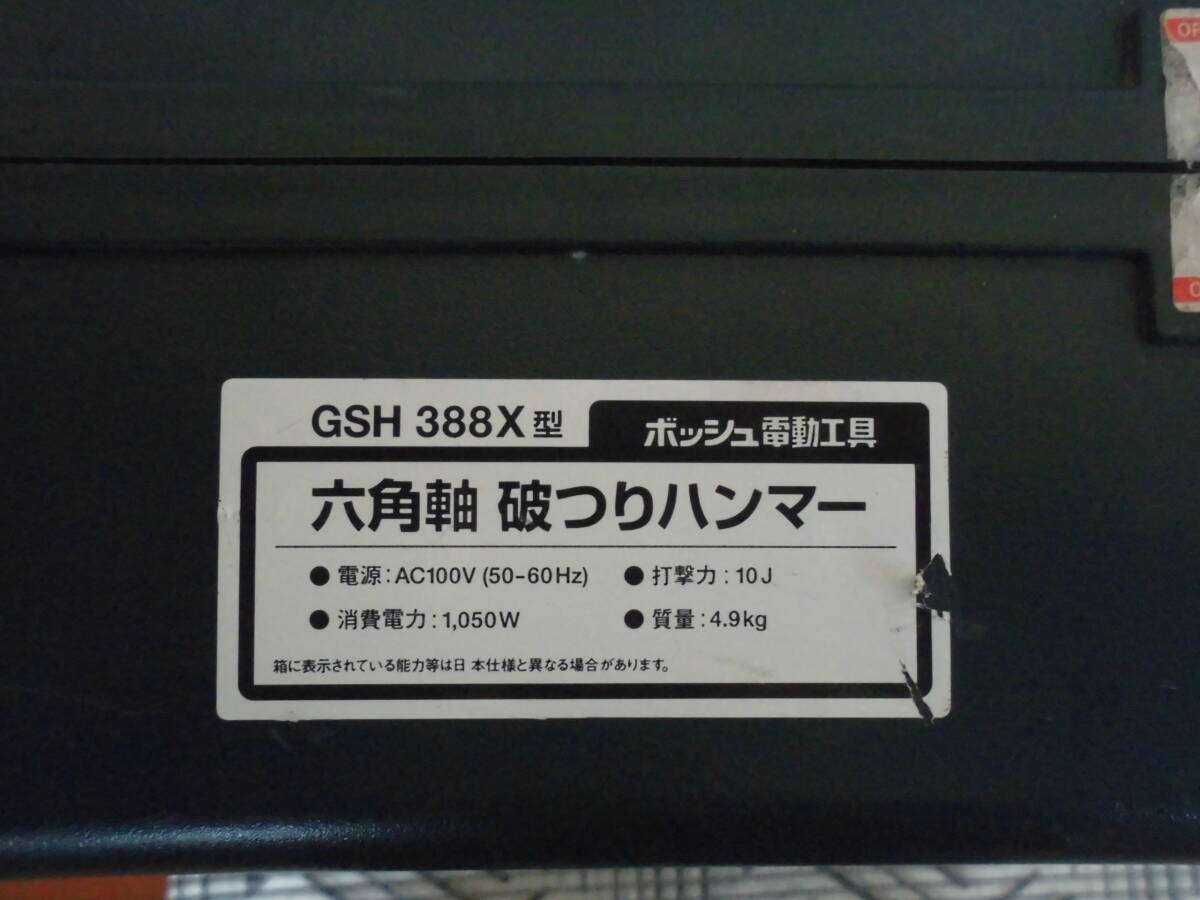 GSH 388X型
ボッシュ電動工具
六角軸 破つりハンマー
● 電源:AC100V (50-60Hz)
● 打撃力:10J
● 消費電力:1,050W
● 質量:4.9kg
箱に表示されている能力等は日 本仕様と異なる場合があります。